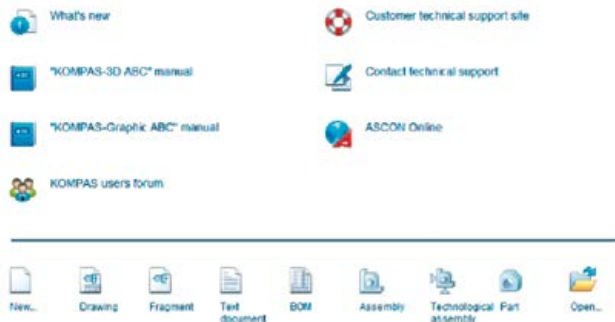 What's new
Customer technical support site
"KOMPAS-3D ABC" manual
Contact technical support
"KOMPAS-Graphic ABC" manual
ASCON Online
KOMPAS users forum
New...
Drawing
Fragment
Text
document
BOM
Assembly
Technological
assembly
Part
Open...